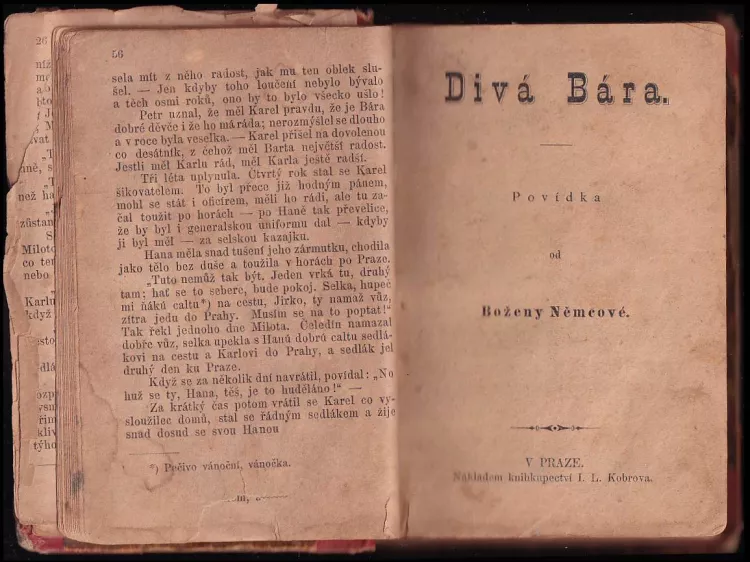 56
sela mít z něho radost, jak mu ten oblek slu-
šel. — Jen kdyby toho loučení nebylo bývalo
a těch osmi roků, ono by to bylo všecko ušlo!
Petr uznal, že měl Karel pravdu, že je Bára
dobré děvče i že ho má ráda; nerozmýšlel se dlouho
a v roce byla veselka. — Karel přišel na dovolenou
co desátník, z čehož měl Barta největší radost.
Jestli měl Karlu rád, měl Karla ještě radši.
Tři léta uplynula. Čtvrtý rok stal se Karel
šikovatelem. To byl přece již hodným pánem,
mohl se stát i oficírem, měli ho rádi, ale tu za-
čal toužit po horách — po Haně tak převelice,
že by byl i generalskou uniformu dal — kdyby
ji byl měl — za selskou kazajku.
Hana měla snad tušení jeho zármutku, chodila
jako tělo bez duše a toužila v horách po Praze.
„Tuto nemůž tak být. Jeden vrká tu, druhý
tam; hať se to sebere, bude pokoj. Selka, hupeč
mi ňákú caltu*) na cestu, Jirko, ty namaž vůz,
zítra jedu do Prahy. Musím se na to poptat!“
Tak řekl jednoho dne Milota. Čeledín namazal
dobře vůz, selka upekla s Hanú dobrú caltu sedlá-
kovi na cestu a Karlovi do Prahy, a sedlák jel
druhý den ku Praze.
Když se za několik dní navrátil, povídal: „No
huž se ty, Hana, těš, je to huděláno!“ —
Za krátký čas potom vrátil se Karel co vy-
sloužilec domů, stal se řádným sedlákem a žije
snad dosud se svou Hanou
*) Pečivo vánoční, vánočka.
Divá Bára.
Povídka
od
Boženy Němcové.
V PRAZE.
Nákladem knihkupectví I. L. Kobrova.